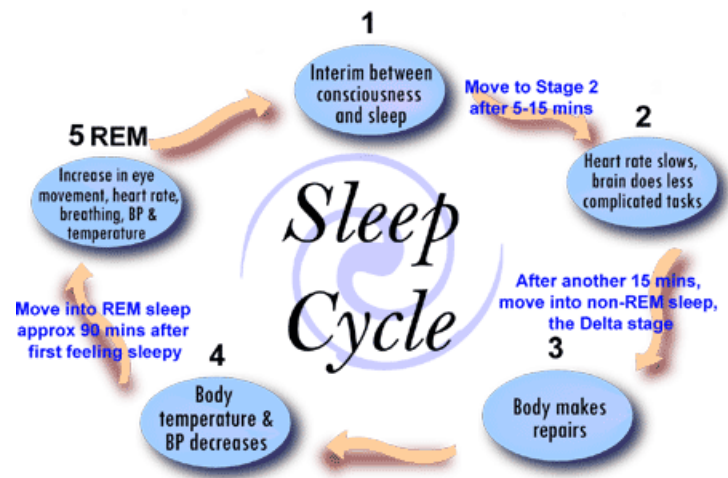 1
Interim between
consciousness
and sleep
Move to Stage 2
after 5-15 mins
2
Heart rate slows,
brain does less
complicated tasks
After another 15 mins,
move into non-REM sleep,
the Delta stage
3
Body makes
repairs
4
Body
temperature &
BP decreases
Move into REM sleep
approx 90 mins after
first feeling sleepy
5 REM
Increase in eye
movement, heart rate,
breathing, BP &
temperature
Sleep
Cycle